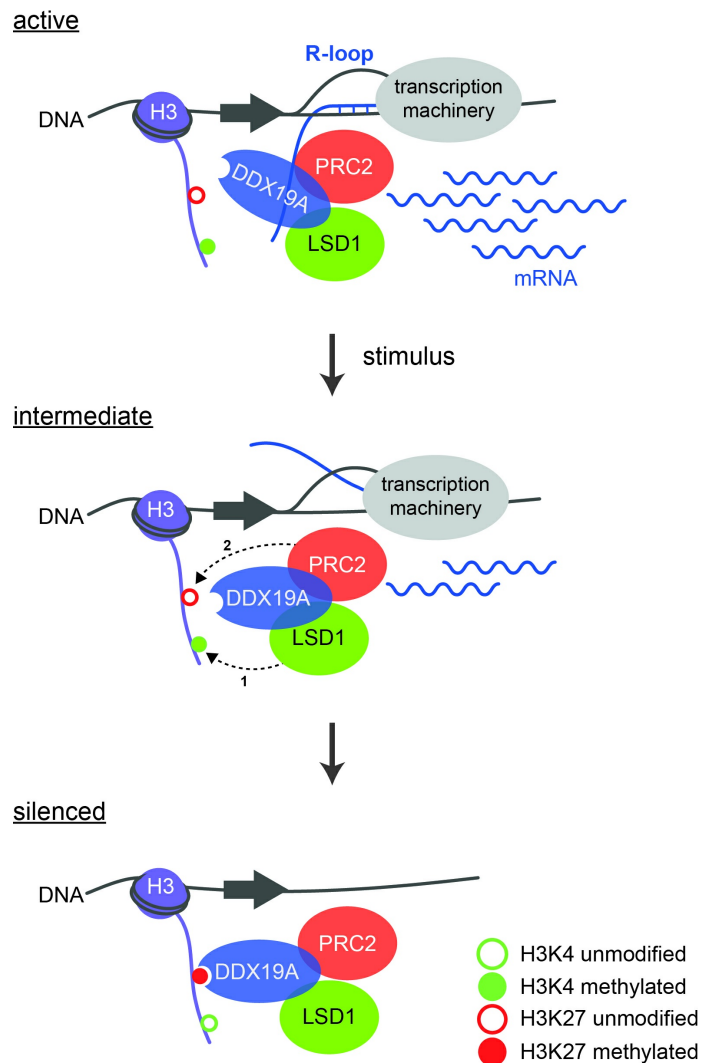 active
R-loop
transcription
machinery
DNA
H3
DDX19A
PRC2
LSD1
mRNA
stimulus
intermediate
transcription
machinery
DNA
H3
2
PRC2
DDX19A
LSD1
1
silenced
DNA
H3
PRC2
DDX19A
LSD1
H3K4 unmodified
H3K4 methylated
H3K27 unmodified
H3K27 methylated